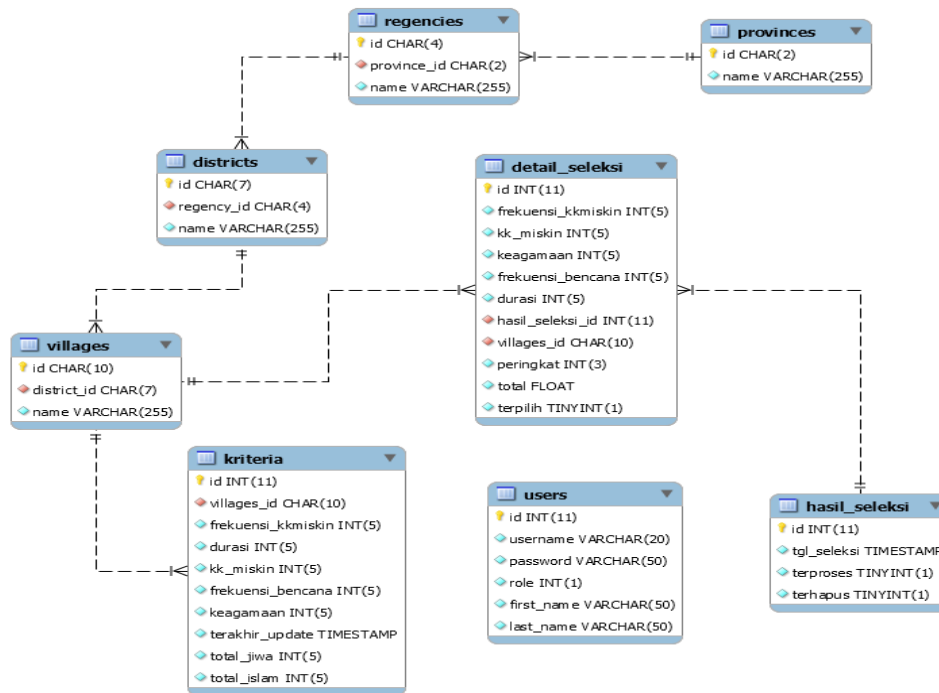 regencies
id CHAR(4)
province_id CHAR(2)
name VARCHAR(255)
provinces
id CHAR(2)
name VARCHAR(255)
districts
id CHAR(7)
regency_id CHAR(4)
name VARCHAR(255)
detail_seleksi
id INT(11)
frekuensi_kkmiskin INT(5)
kk_miskin INT(5)
keagamaan INT(5)
frekuensi_bencana INT(5)
durasi INT(5)
hasil_seleksi_id INT(11)
villages_id CHAR(10)
peringkat INT(3)
total FLOAT
terpilih TINYINT(1)
villages
id CHAR(10)
district_id CHAR(7)
name VARCHAR(255)
kriteria
id INT(11)
villages_id CHAR(10)
frekuensi_kkmiskin INT(5)
durasi INT(5)
kk_miskin INT(5)
frekuensi_bencana INT(5)
keagamaan INT(5)
terakhir_update TIMESTAMP
total_jiwa INT(5)
total_islam INT(5)
users
id INT(11)
username VARCHAR(20)
password VARCHAR(50)
role INT(1)
first_name VARCHAR(50)
last_name VARCHAR(50)
hasil_seleksi
id INT(11)
tgl_seleksi TIMESTAMP
terproses TINYINT(1)
terhapus TINYINT(1)